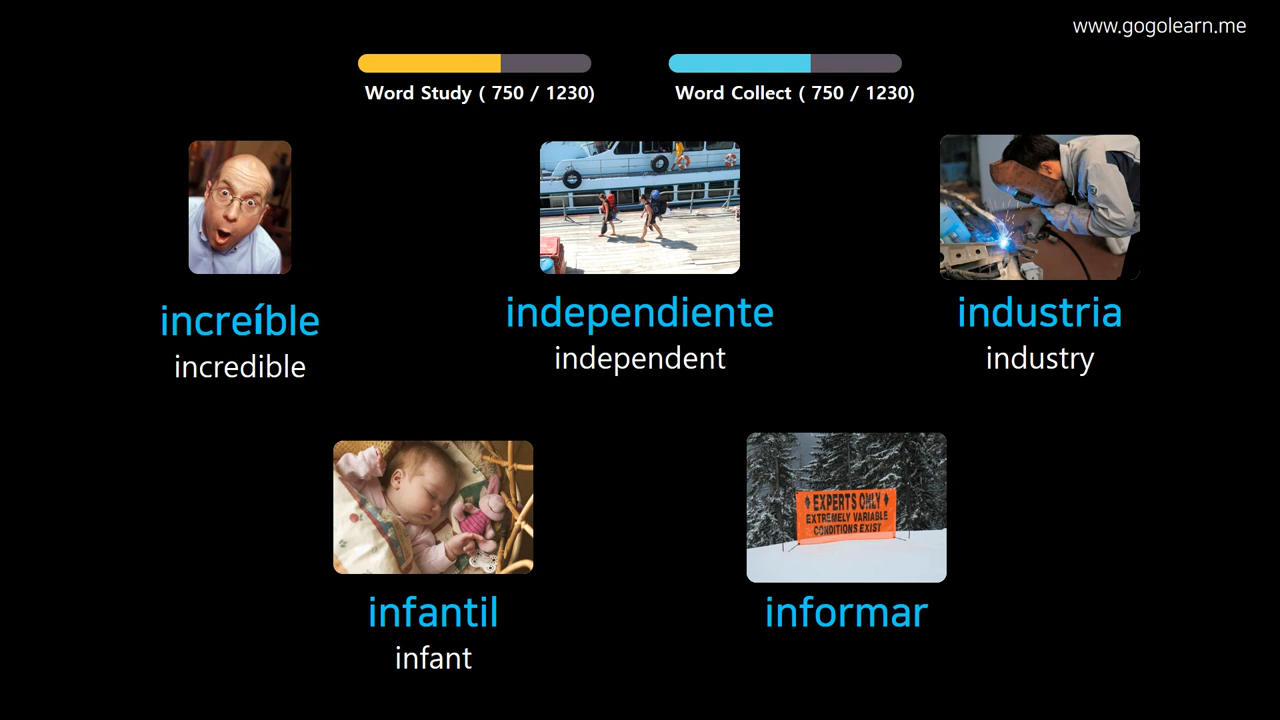 www.gogolearn.me
Word Study ( 750 / 1230)
Word Collect ( 750 / 1230)
increíble
incredible
independiente
independent
industria
industry
infantil
infant
EXPERTS ONLY
EXTREMELY VARIABLE
CONDITIONS EXIST
informar